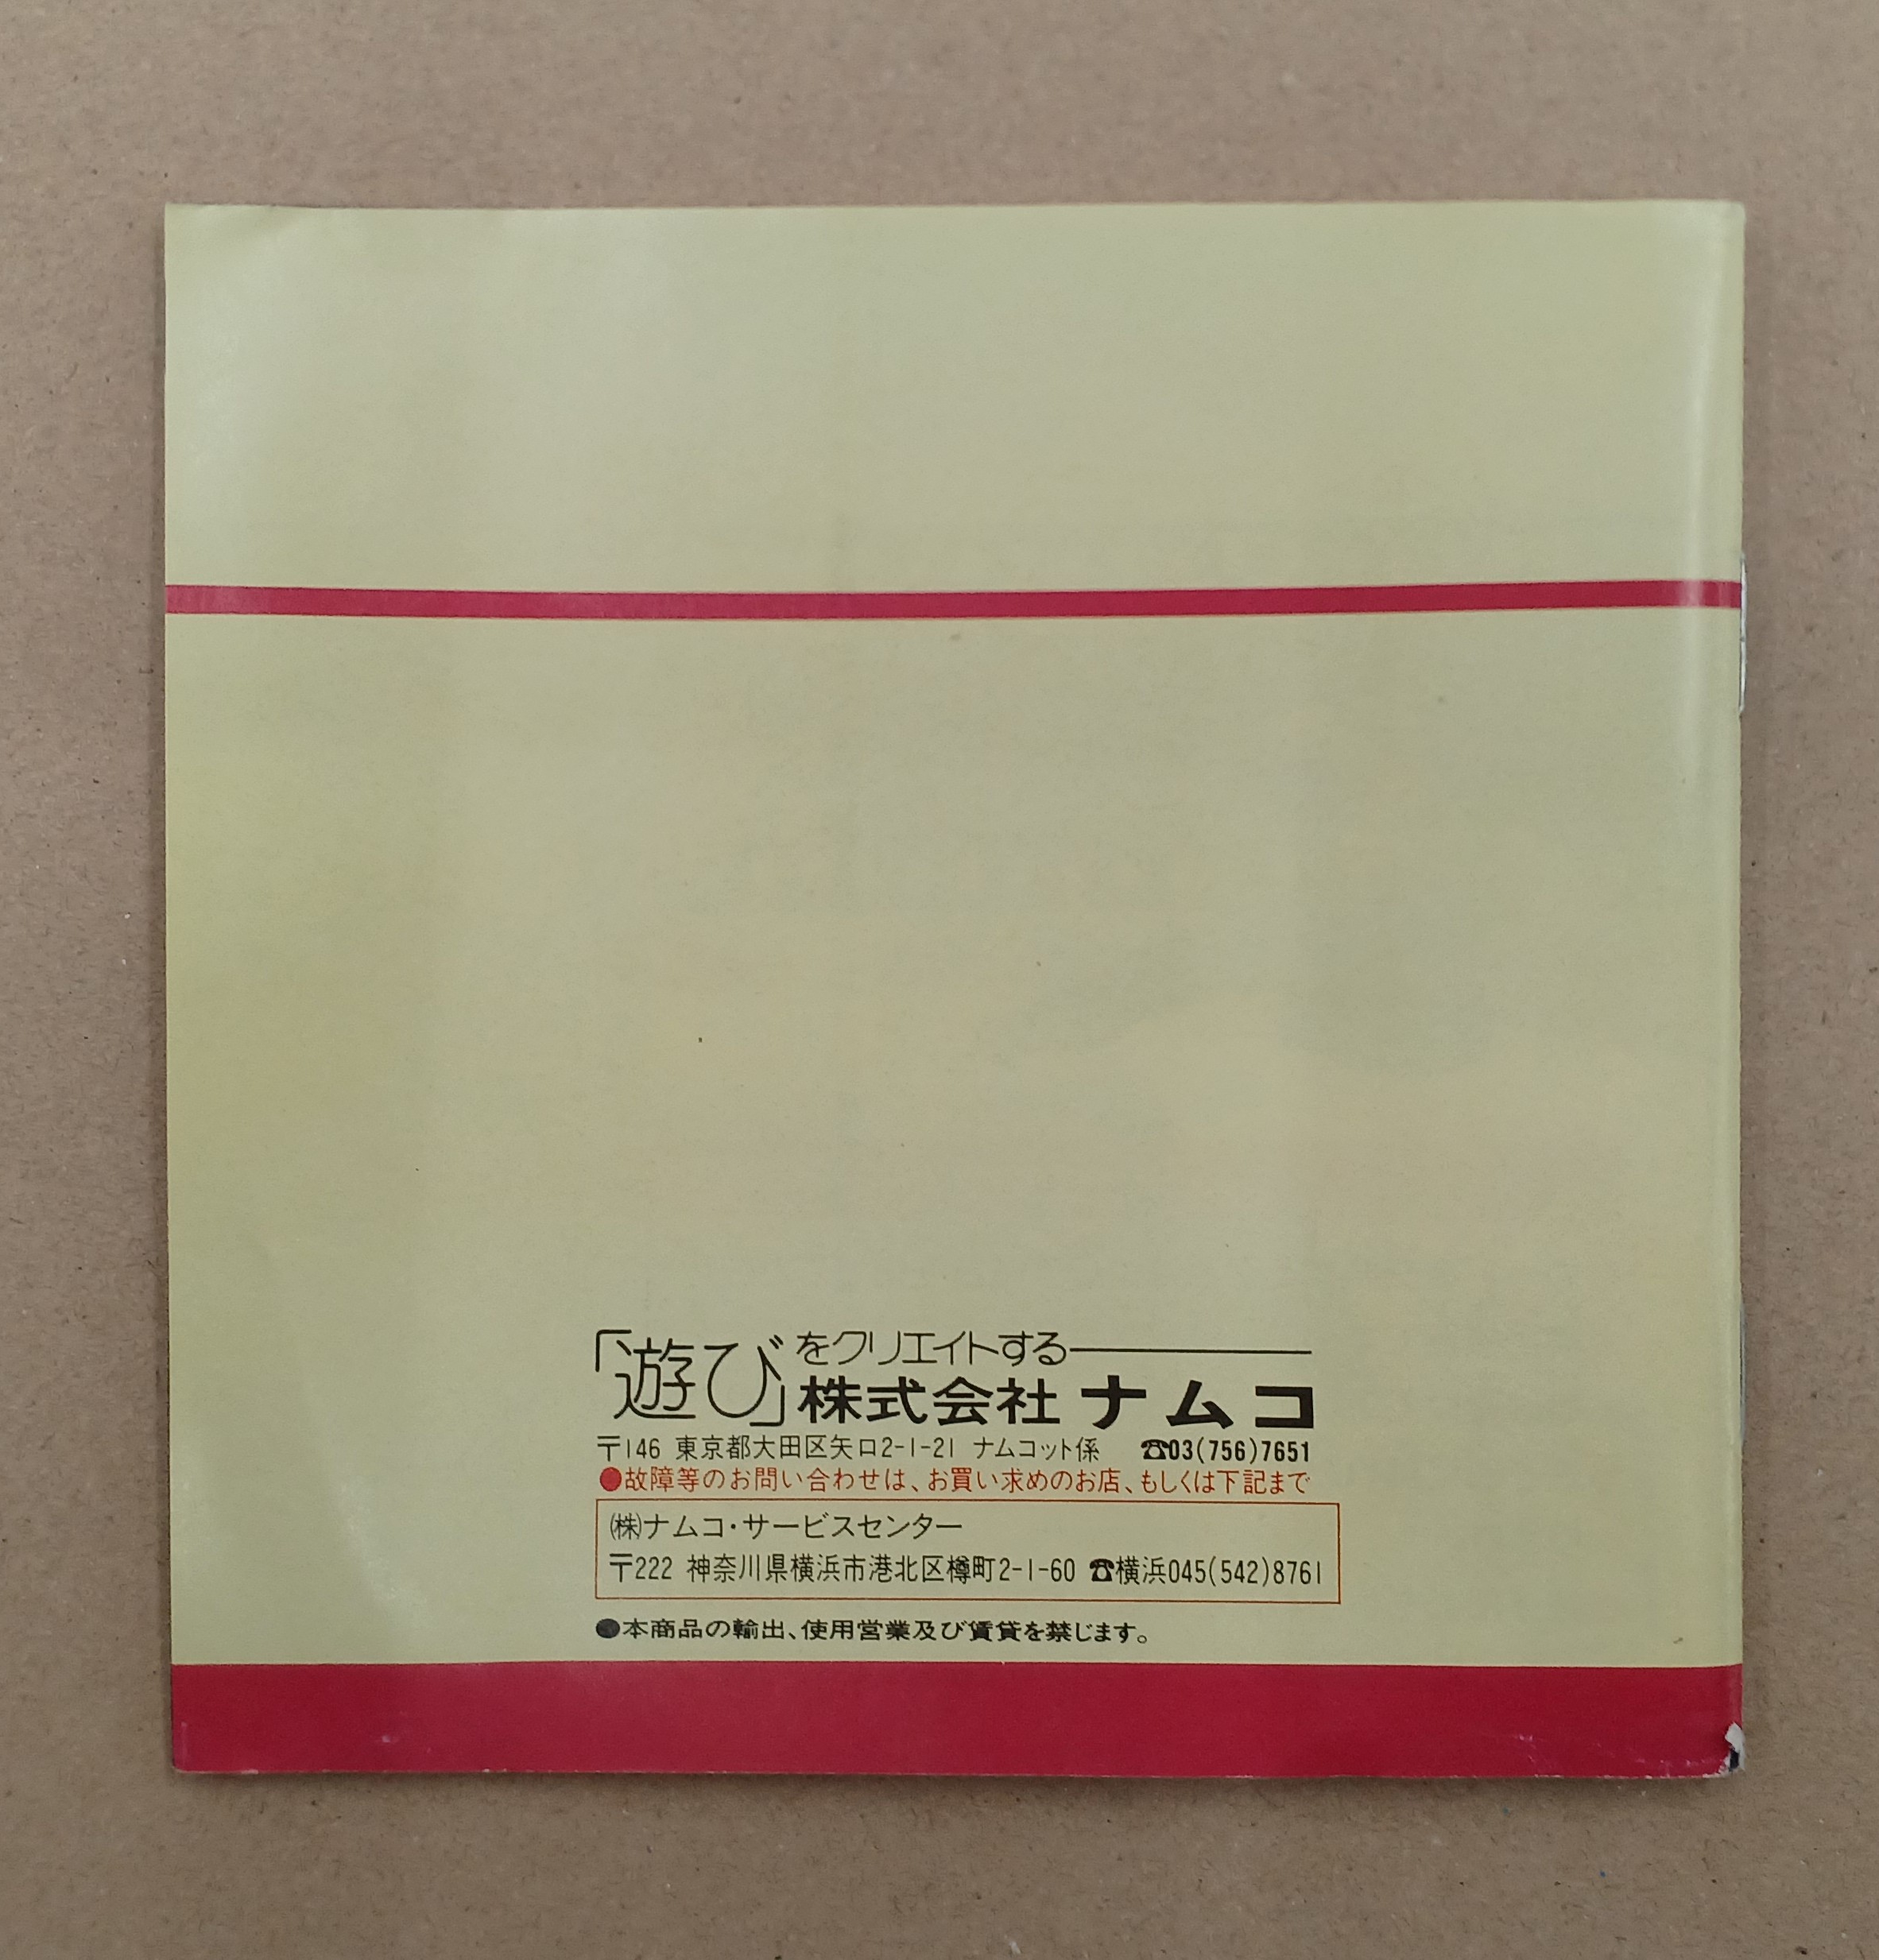 「遊び」をクリエイトする
株式会社ナムコ
〒146 東京都大田区矢口2-1-21 ナムコット係 ☎03(756)7651
●故障等のお問い合わせは、お買い求めのお店、もしくは下記まで
㈱ナムコ・サービスセンター
〒222 神奈川県横浜市港北区樽町2-1-60 ☎横浜045(542)8761
●本商品の輸出、使用営業及び賃貸を禁じます。